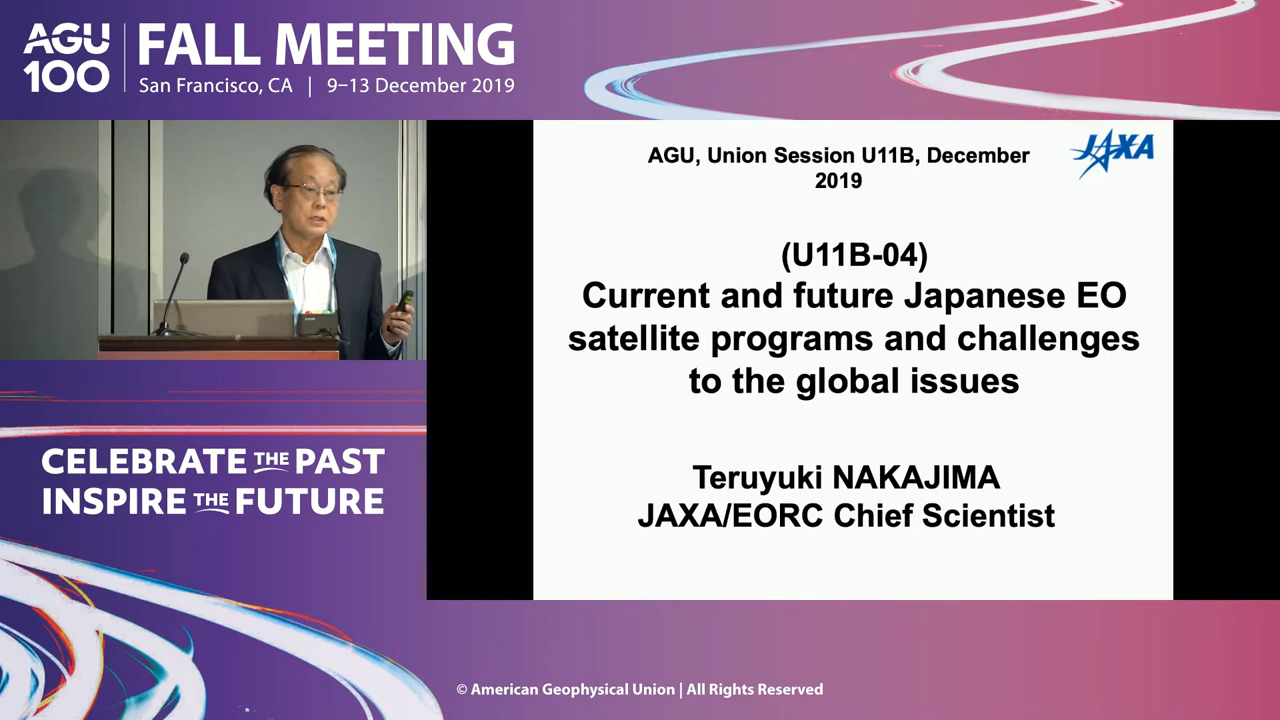 AGU
100
FALL MEETING
San Francisco, CA | 9–13 December 2019
AGU, Union Session U11B, December
2019
JAXA
(U11B-04)
Current and future Japanese EO
satellite programs and challenges
to the global issues
Teruyuki NAKAJIMA
JAXA/EORC Chief Scientist
CELEBRATE THE PAST
INSPIRE THE FUTURE
© American Geophysical Union | All Rights Reserved